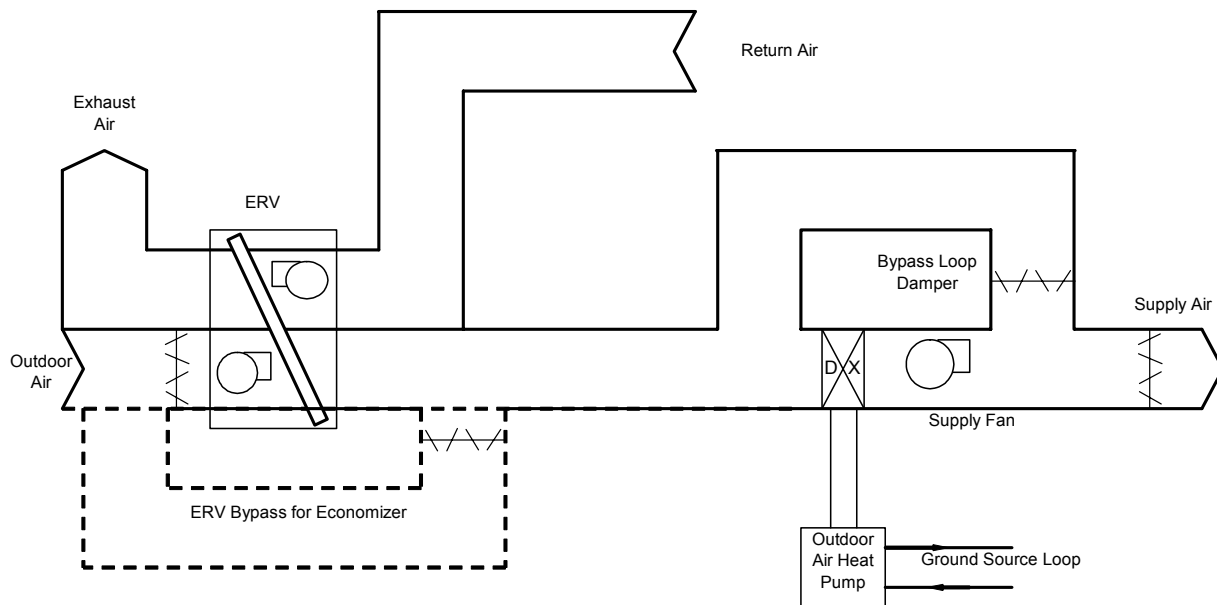 Return Air
Exhaust
Air
ERV
Bypass Loop
Damper
Supply Air
Outdoor
Air
D X
Supply Fan
ERV Bypass for Economizer
Outdoor
Air Heat
Pump
Ground Source Loop